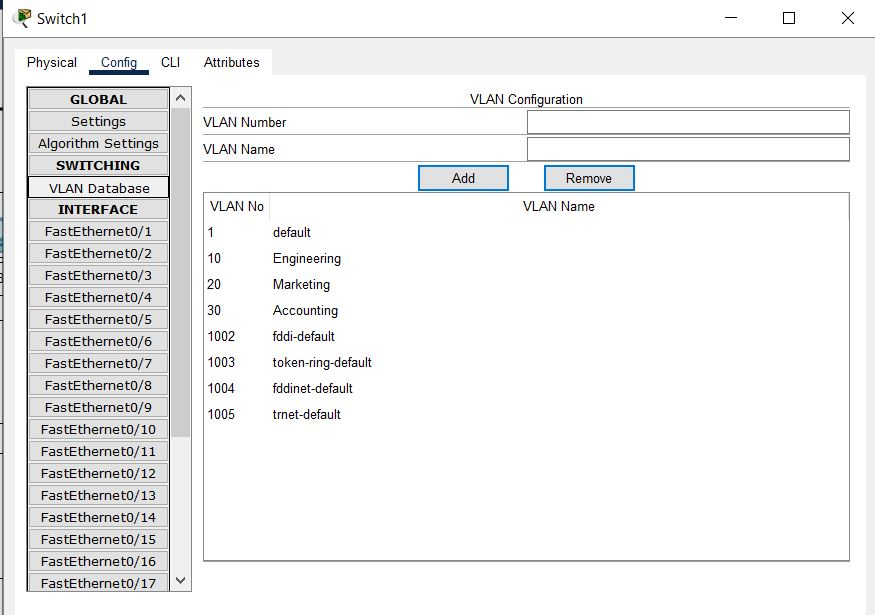 Switch1
Physical Config CLI Attributes
GLOBAL
Settings
Algorithm Settings
SWITCHING
VLAN Database
INTERFACE
FastEthernet0/1
FastEthernet0/2
FastEthernet0/3
FastEthernet0/4
FastEthernet0/5
FastEthernet0/6
FastEthernet0/7
FastEthernet0/8
FastEthernet0/9
FastEthernet0/10
FastEthernet0/11
FastEthernet0/12
FastEthernet0/13
FastEthernet0/14
FastEthernet0/15
FastEthernet0/16
FastEthernet0/17
VLAN Configuration
VLAN Number
VLAN Name
Add Remove
VLAN No VLAN Name
1 default
10 Engineering
20 Marketing
30 Accounting
1002 fddi-default
1003 token-ring-default
1004 fddinet-default
1005 trnet-default